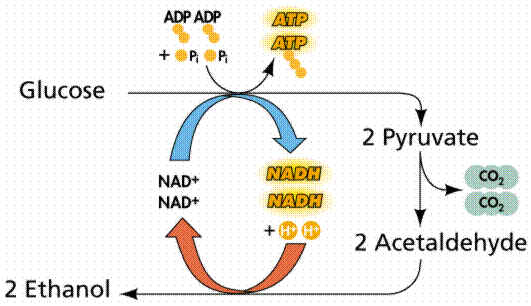 ADP ADP
+ Pi Pi
ATP
ATP
Glucose
2 Pyruvate
NAD+
NAD+
NADH
NADH
+ H+ H+
CO2
CO2
2 Acetaldehyde
2 Ethanol